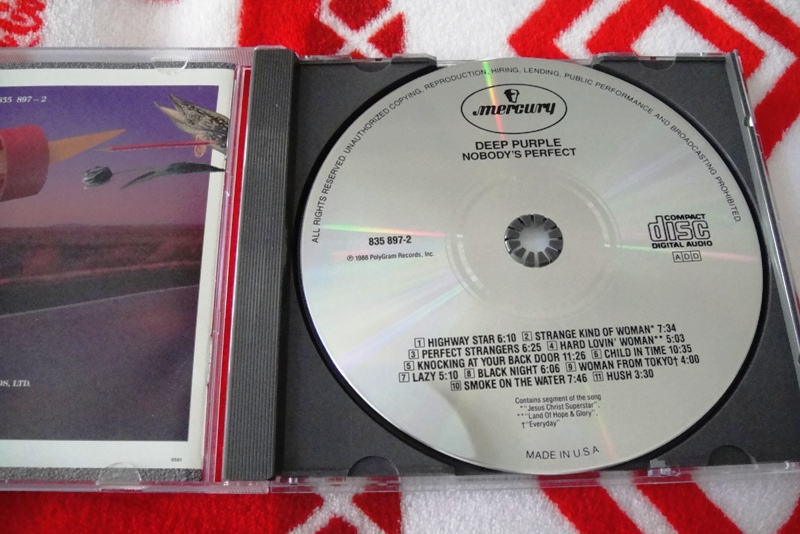 835 897-2
OS, LTD.
ALL RIGHTS RESERVED. UNAUTHORIZED COPYING, REPRODUCTION, HIRING, LENDING, PUBLIC PERFORMANCE AND BROADCASTING PROHIBITED.
mercury
DEEP PURPLE
NOBODY'S PERFECT
835 897-2
℗ 1988 PolyGram Records, Inc.
COMPACT
disc
DIGITAL AUDIO
ADD
1 HIGHWAY STAR 6:10 2 STRANGE KIND OF WOMAN* 7:34
3 PERFECT STRANGERS 6:25 4 HARD LOVIN' WOMAN** 5:03
5 KNOCKING AT YOUR BACK DOOR 11:26 6 CHILD IN TIME 10:35
7 LAZY 5:10 8 BLACK NIGHT 6:06 9 WOMAN FROM TOKYO† 4:00
10 SMOKE ON THE WATER 7:46 11 HUSH 3:30
Contains segment of the song
*"Jesus Christ Superstar",
**"Land Of Hope & Glory",
†"Everyday"
MADE IN U.S.A